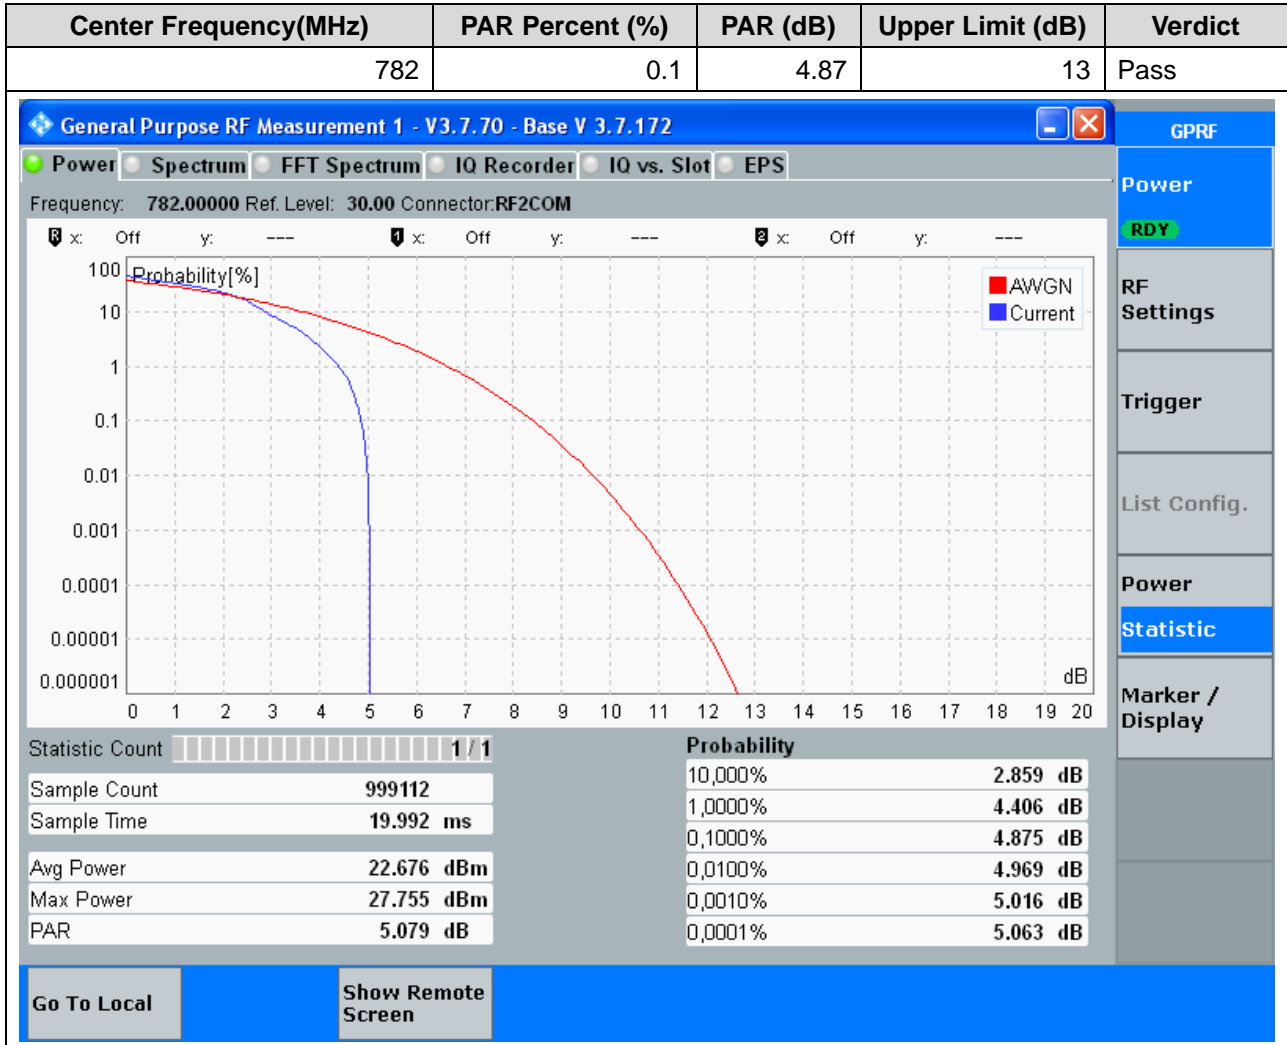 Center Frequency(MHz) PAR Percent (%) PAR (dB) Upper Limit (dB) Verdict
782 0.1 4.87 13 Pass
General Purpose RF Measurement 1 - V3.7.70 - Base V 3.7.172
GPRF
Power Spectrum FFT Spectrum IQ Recorder IQ vs. Slot EPS
Frequency: 782.00000 Ref. Level: 30.00 Connector:RF2COM
R x: Off y: --- 1 x: Off y: --- 2 x: Off y: ---
Probability[%]
100
10
1
0.1
0.01
0.001
0.0001
0.00001
0.000001
AWGN
Current
dB
0 1 2 3 4 5 6 7 8 9 10 11 12 13 14 15 16 17 18 19 20
Statistic Count 1 / 1
Sample Count 999112
Sample Time 19.992 ms
Avg Power 22.676 dBm
Max Power 27.755 dBm
PAR 5.079 dB
Probability
10,000% 2.859 dB
1,0000% 4.406 dB
0,1000% 4.875 dB
0,0100% 4.969 dB
0,0010% 5.016 dB
0,0001% 5.063 dB
Power
RDY
RF
Settings
Trigger
List Config.
Power
Statistic
Marker /
Display
Go To Local
Show Remote
Screen